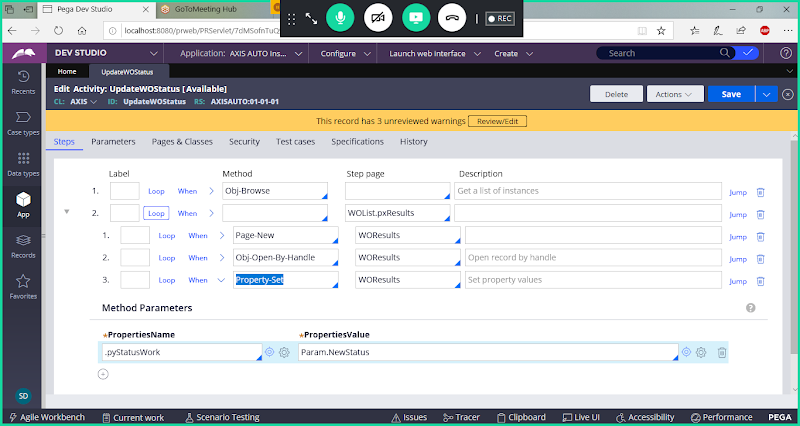 Pega Dev Studio
GoToMeeting Hub
REC
localhost:8080/prweb/PRServlet/7dMSofnTuQ
ABP
DEV STUDIO
Application: AXIS AUTO Ins...
Configure
Launch web interface
Create
Search
Recents
Case types
Data types
App
Records
Favorites
SD
Home
UpdateWOStatus
Edit Activity: UpdateWOStatus [Available]
CL: AXIS ID: UpdateWOStatus RS: AXISAUTO:01-01-01
Delete
Actions
Save
This record has 3 unreviewed warnings Review/Edit
Steps Parameters Pages & Classes Security Test cases Specifications History
Label Method Step page Description
1. Loop When Obj-Browse Get a list of instances Jump
2. Loop When WOList.pxResults Jump
1. Loop When Page-New WOResults Jump
2. Loop When Obj-Open-By-Handle WOResults Open record by handle Jump
3. Loop When Property-Set WOResults Set property values Jump
Method Parameters
*PropertiesName *PropertiesValue
.pyStatusWork Param.NewStatus
Agile Workbench Current work Scenario Testing Issues Tracer Clipboard Live UI Accessibility Performance PEGA